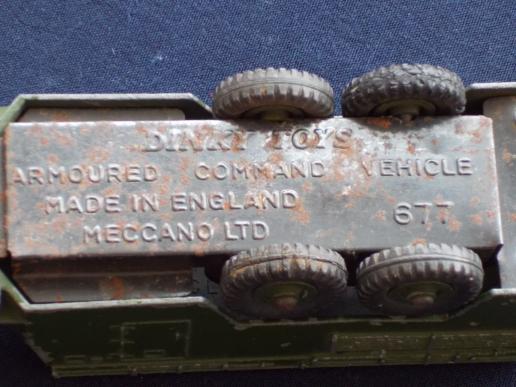 DINKY TOYS
ARMOURED COMMAND VEHICLE
MADE IN ENGLAND 677
MECCANO LTD